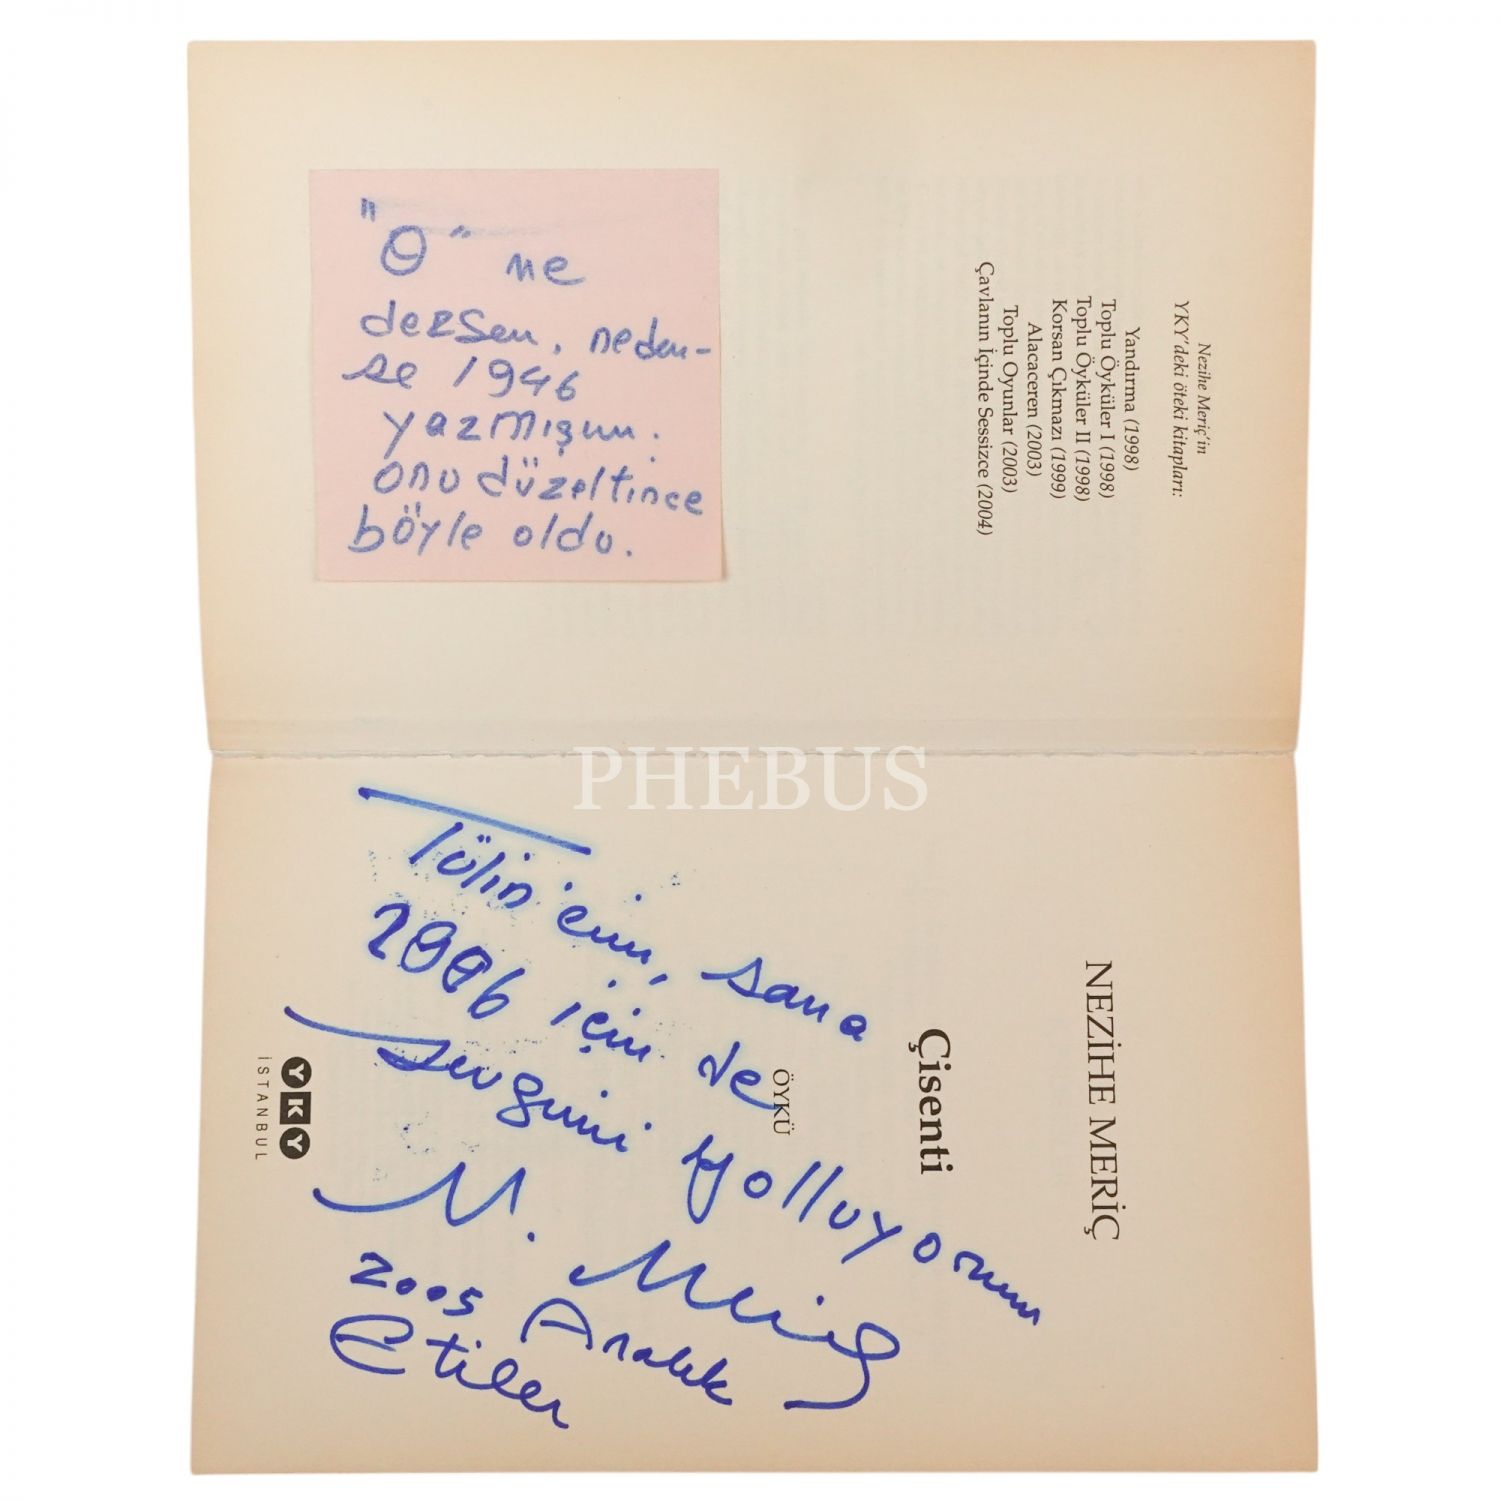 "O" ne
dersen, neden-
se 1946
yazmışım.
onu düzeltince
böyle oldu.
Nezihe Meriç'in
YKY'deki öteki kitapları:
Yandırma (1998)
Toplu Öyküler I (1998)
Toplu Öyküler II (1998)
Korsan Çıkmazı (1999)
Alacaceren (2003)
Toplu Oyunlar (2003)
Çavlanın İçinde Sessizce (2004)
PHEBUS
NEZİHE MERİÇ
Çisenti
ÖYKÜ
YKY
İSTANBUL
Tülin'cim, sana
2006 için de
sevgimi yolluyorum
N. Meriç
2005 Aralık
Etiler